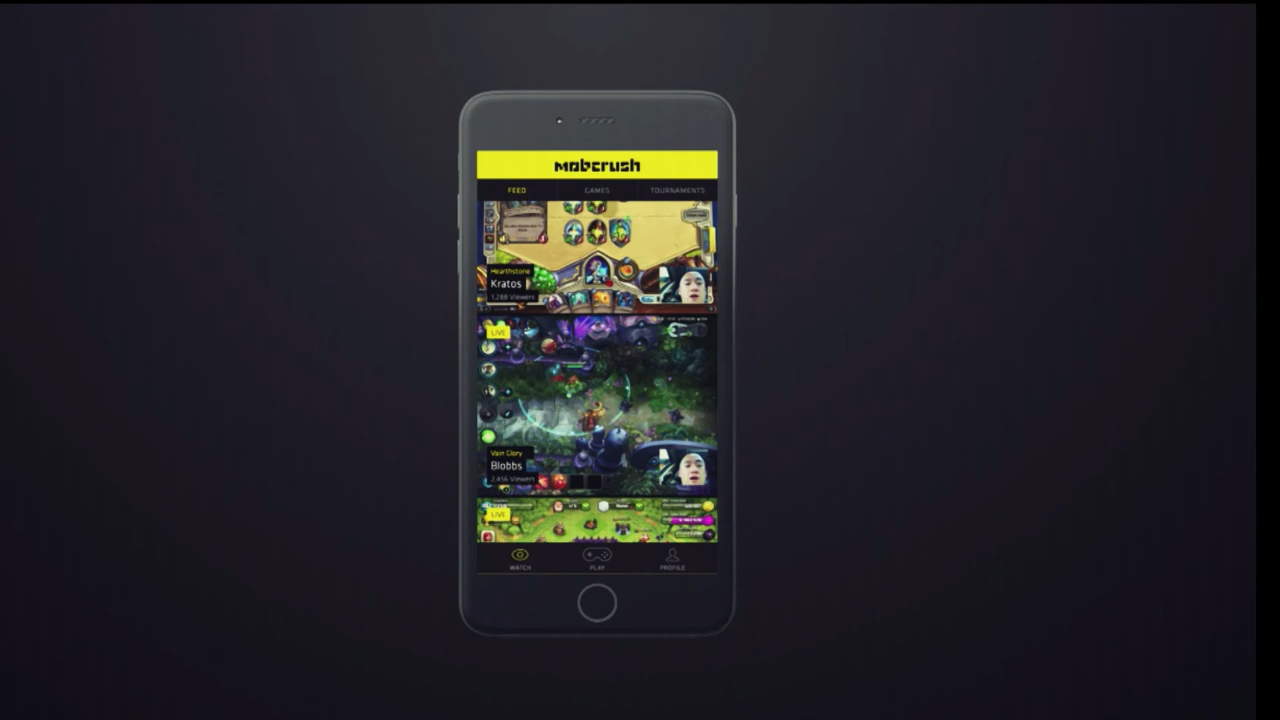 mobcrush
FEED GAMES TOURNAMENTS
Hearthstone
Kratos
1,288 Viewers
LIVE
Vain Glory
Blobbs
2,456 Viewers
LIVE
WATCH PLAY PROFILE